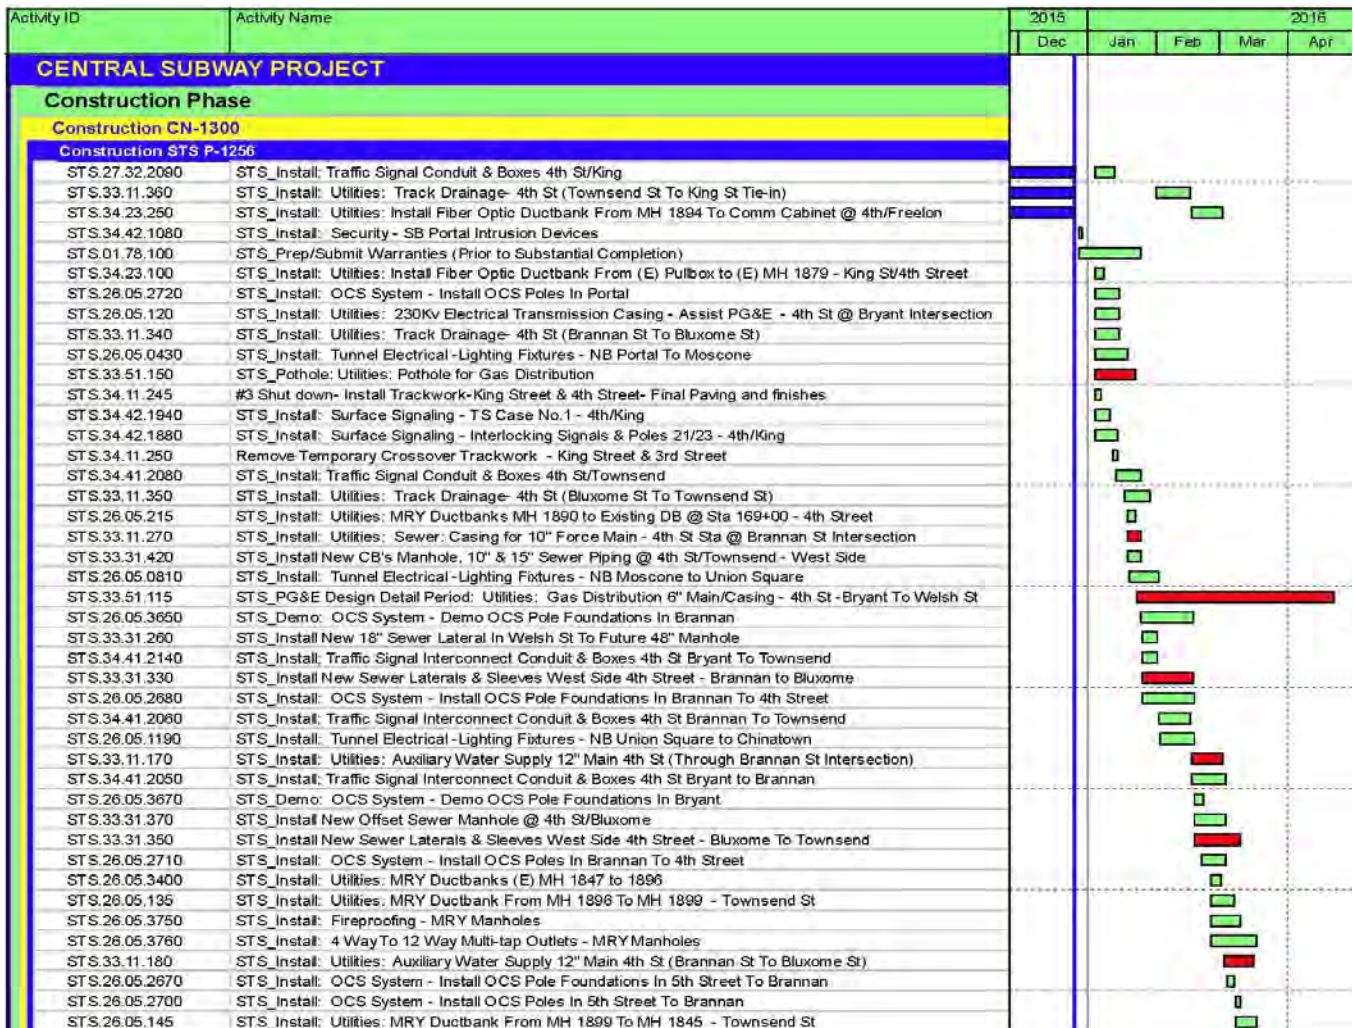 Activity ID Activity Name 2015 2016
Dec Jan Feb Mar Apr
CENTRAL SUBWAY PROJECT
Construction Phase
Construction CN-1300
Construction STS P-1256
STS.27.32.2090 STS_Install: Traffic Signal Conduit & Boxes 4th St/King
STS.33.11.360 STS_Install: Utilities: Track Drainage- 4th St (Townsend St To King St Tie-in)
STS.34.23.250 STS_Install: Utilities: Install Fiber Optic Ductbank From MH 1894 To Comm Cabinet @ 4th/Freelon
STS.34.42.1080 STS_Install: Security - SB Portal Intrusion Devices
STS.01.78.100 STS_Prep/Submit Warranties (Prior to Substantial Completion)
STS.34.23.100 STS_Install: Utilities: Install Fiber Optic Ductbank From (E) Pullbox to (E) MH 1879 - King St/4th Street
STS.26.05.2720 STS_Install: OCS System - Install OCS Poles In Portal
STS.26.05.120 STS_Install: Utilities: 230Kv Electrical Transmission Casing - Assist PG&E - 4th St @ Bryant Intersection
STS.33.11.340 STS_Install: Utilities: Track Drainage- 4th St (Brannan St To Bluxome St)
STS.26.05.0430 STS_Install: Tunnel Electrical -Lighting Fixtures - NB Portal To Moscone
STS.33.51.150 STS_Pothole: Utilities: Pothole for Gas Distribution
STS.34.11.245 #3 Shut down- Install Trackwork-King Street & 4th Street- Final Paving and finishes
STS.34.42.1940 STS_Install: Surface Signaling - TS Case No.1 - 4th/King
STS.34.42.1880 STS_Install: Surface Signaling - Interlocking Signals & Poles 21/23 - 4th/King
STS.34.11.250 Remove Temporary Crossover Trackwork - King Street & 3rd Street
STS.34.41.2080 STS_Install: Traffic Signal Conduit & Boxes 4th St/Townsend
STS.33.11.350 STS_Install: Utilities: Track Drainage- 4th St (Bluxome St To Townsend St)
STS.26.05.215 STS_Install: Utilities: MRY Ductbanks MH 1890 to Existing DB @ Sta 169+00 - 4th Street
STS.33.11.270 STS_Install: Utilities: Sewer: Casing for 10" Force Main - 4th St Sta @ Brannan St Intersection
STS.33.31.420 STS_Install New CB's Manhole, 10" & 15" Sewer Piping @ 4th St/Townsend - West Side
STS.26.05.0810 STS_Install: Tunnel Electrical -Lighting Fixtures - NB Moscone to Union Square
STS.33.51.115 STS_PG&E Design Detail Period: Utilities: Gas Distribution 6" Main/Casing - 4th St -Bryant To Welsh St
STS.26.05.3650 STS_Demo: OCS System - Demo OCS Pole Foundations In Brannan
STS.33.31.260 STS_Install New 18" Sewer Lateral In Welsh St To Future 48" Manhole
STS.34.41.2140 STS_Install: Traffic Signal Interconnect Conduit & Boxes 4th St Bryant To Townsend
STS.33.31.330 STS_Install New Sewer Laterals & Sleeves West Side 4th Street - Brannan to Bluxome
STS.26.05.2680 STS_Install: OCS System - Install OCS Pole Foundations In Brannan To 4th Street
STS.34.41.2060 STS_Install: Traffic Signal Interconnect Conduit & Boxes 4th St Brannan To Townsend
STS.26.05.1190 STS_Install: Tunnel Electrical -Lighting Fixtures - NB Union Square to Chinatown
STS.33.11.170 STS_Install: Utilities: Auxiliary Water Supply 12" Main 4th St (Through Brannan St Intersection)
STS.34.41.2050 STS_Install: Traffic Signal Interconnect Conduit & Boxes 4th St Bryant to Brannan
STS.26.05.3670 STS_Demo: OCS System - Demo OCS Pole Foundations In Bryant
STS.33.31.370 STS_Install New Offset Sewer Manhole @ 4th St/Bluxome
STS.33.31.350 STS_Install New Sewer Laterals & Sleeves West Side 4th Street - Bluxome To Townsend
STS.26.05.2710 STS_Install: OCS System - Install OCS Poles In Brannan To 4th Street
STS.26.05.3400 STS_Install: Utilities: MRY Ductbanks (E) MH 1847 to 1896
STS.26.05.135 STS_Install: Utilities: MRY Ductbank From MH 1896 To MH 1899 - Townsend St
STS.26.05.3750 STS_Install: Fireproofing - MRY Manholes
STS.26.05.3760 STS_Install: 4 Way To 12 Way Multi-tap Outlets - MRY Manholes
STS.33.11.180 STS_Install: Utilities: Auxiliary Water Supply 12" Main 4th St (Brannan St To Bluxome St)
STS.26.05.2670 STS_Install: OCS System - Install OCS Pole Foundations In 5th Street To Brannan
STS.26.05.2700 STS_Install: OCS System - Install OCS Poles In 5th Street To Brannan
STS.26.05.145 STS_Install: Utilities: MRY Ductbank From MH 1899 To MH 1845 - Townsend St